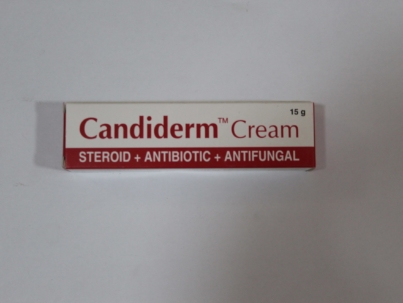 15 g
Candiderm™ Cream
STEROID + ANTIBIOTIC + ANTIFUNGAL